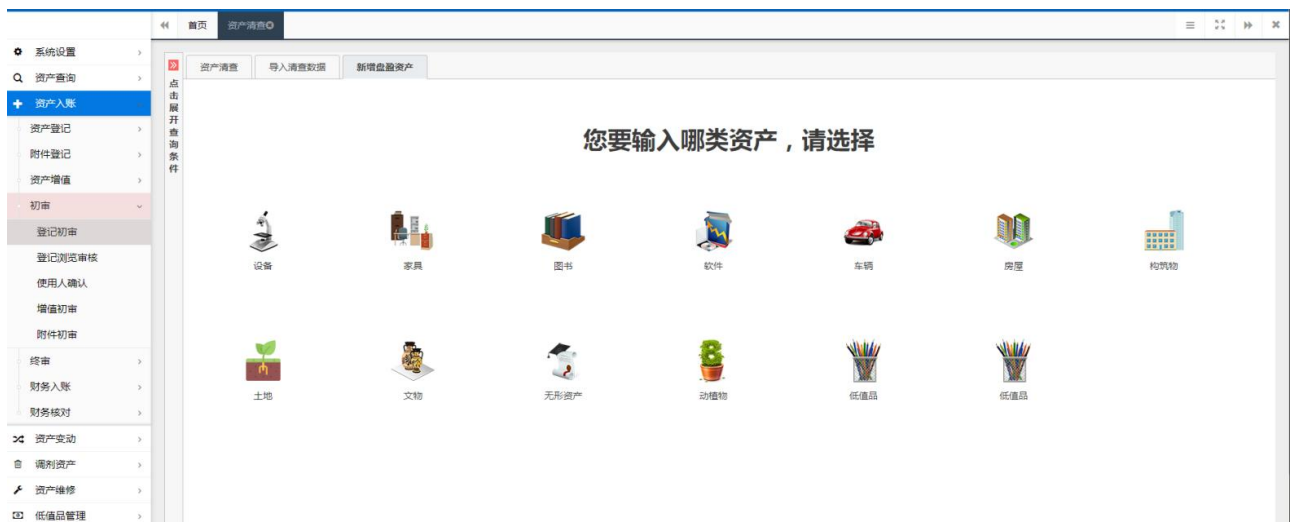 首页 资产清查
系统设置
资产查询
资产入账
资产登记
附件登记
资产增值
初审
登记初审
登记浏览审核
使用人确认
增值初审
附件初审
终审
财务入账
财务核对
资产变动
调剂资产
资产维修
低值品管理
点击展开查询条件
资产清查 导入清查数据 新增盘盈资产
您要输入哪类资产，请选择
设备 家具 图书 软件 车辆 房屋 构筑物
土地 文物 无形资产 动植物 低值品 低值品